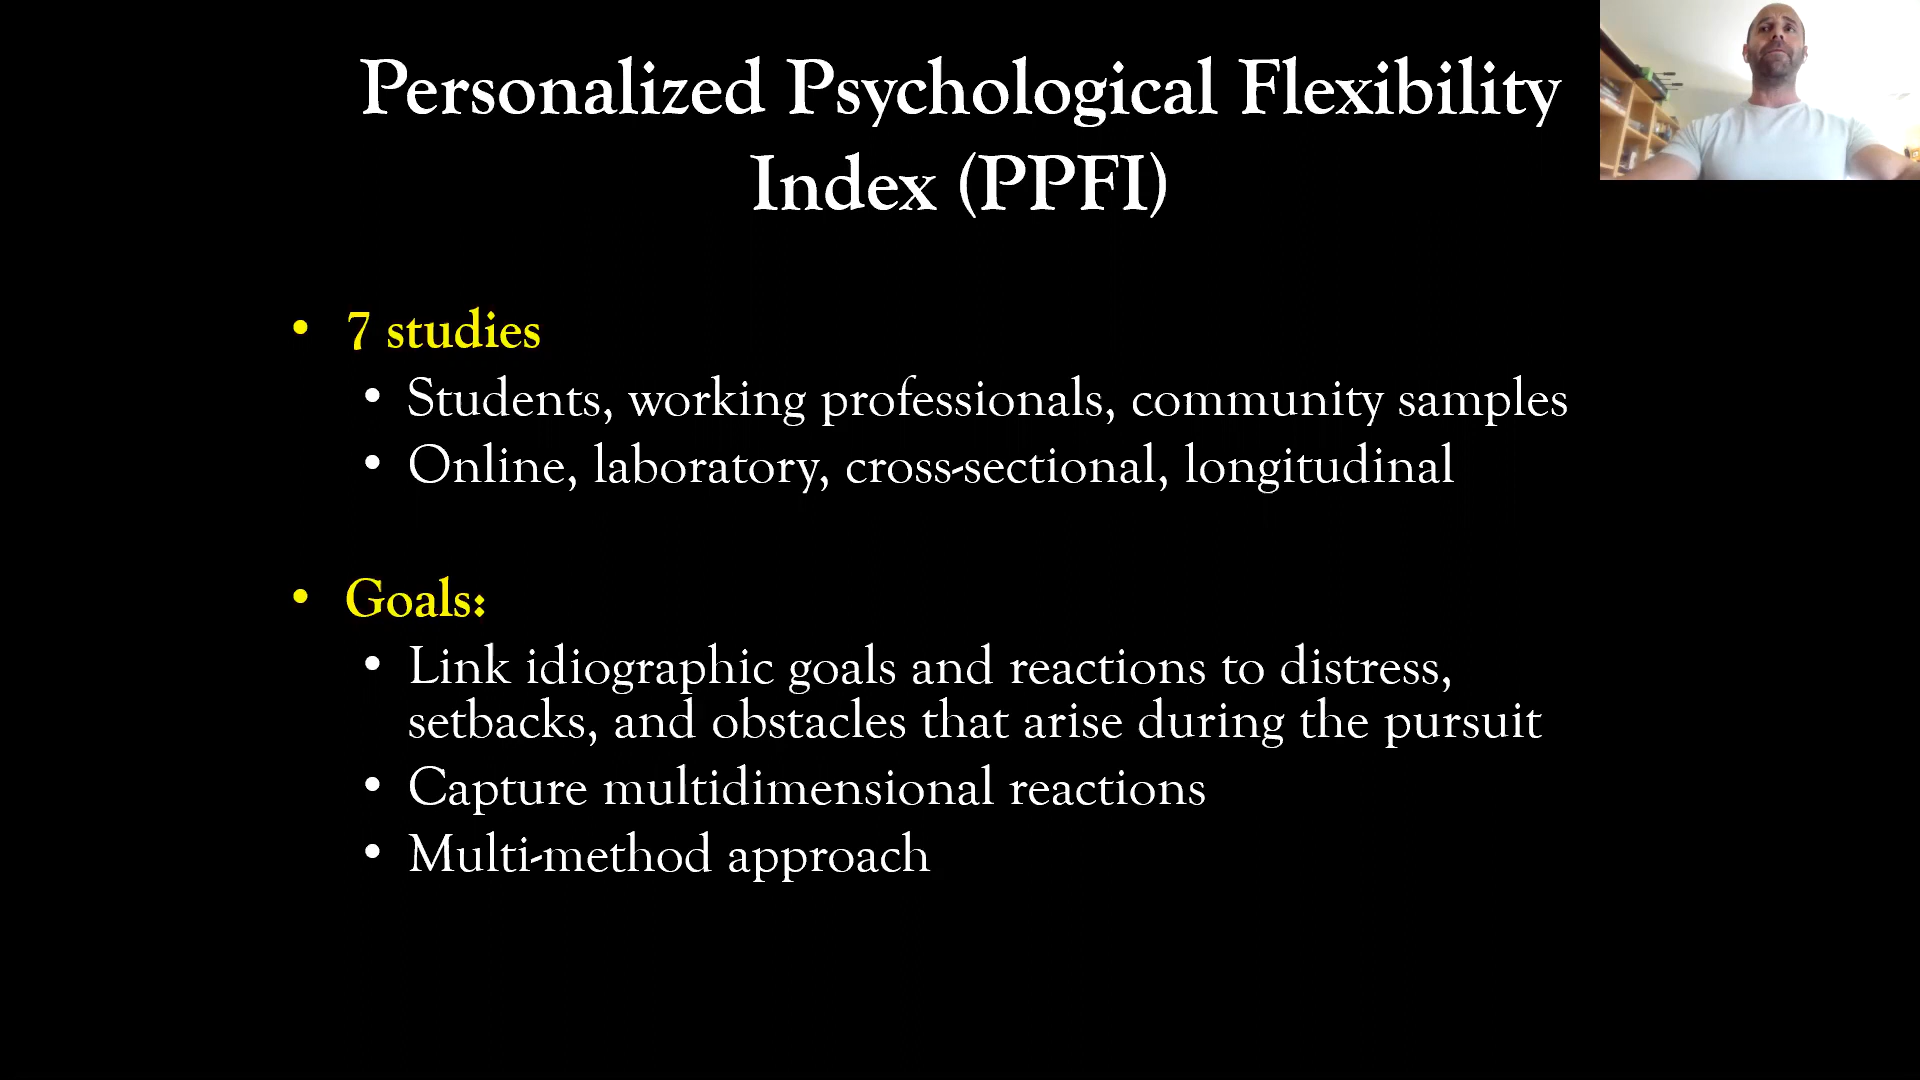 Personalized Psychological Flexibility
Index (PPFI)
• 7 studies
• Students, working professionals, community samples
• Online, laboratory, cross-sectional, longitudinal
• Goals:
• Link idiographic goals and reactions to distress,
setbacks, and obstacles that arise during the pursuit
• Capture multidimensional reactions
• Multi-method approach